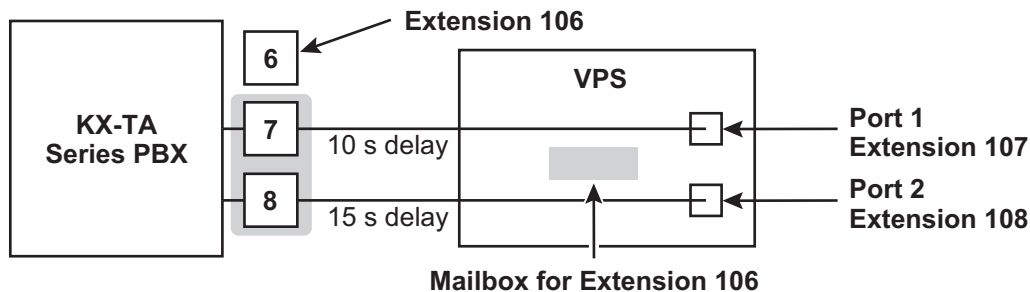 Extension 106
6
VPS
KX-TA
Series PBX
7
10 s delay
Port 1
Extension 107
8
15 s delay
Port 2
Extension 108
Mailbox for Extension 106